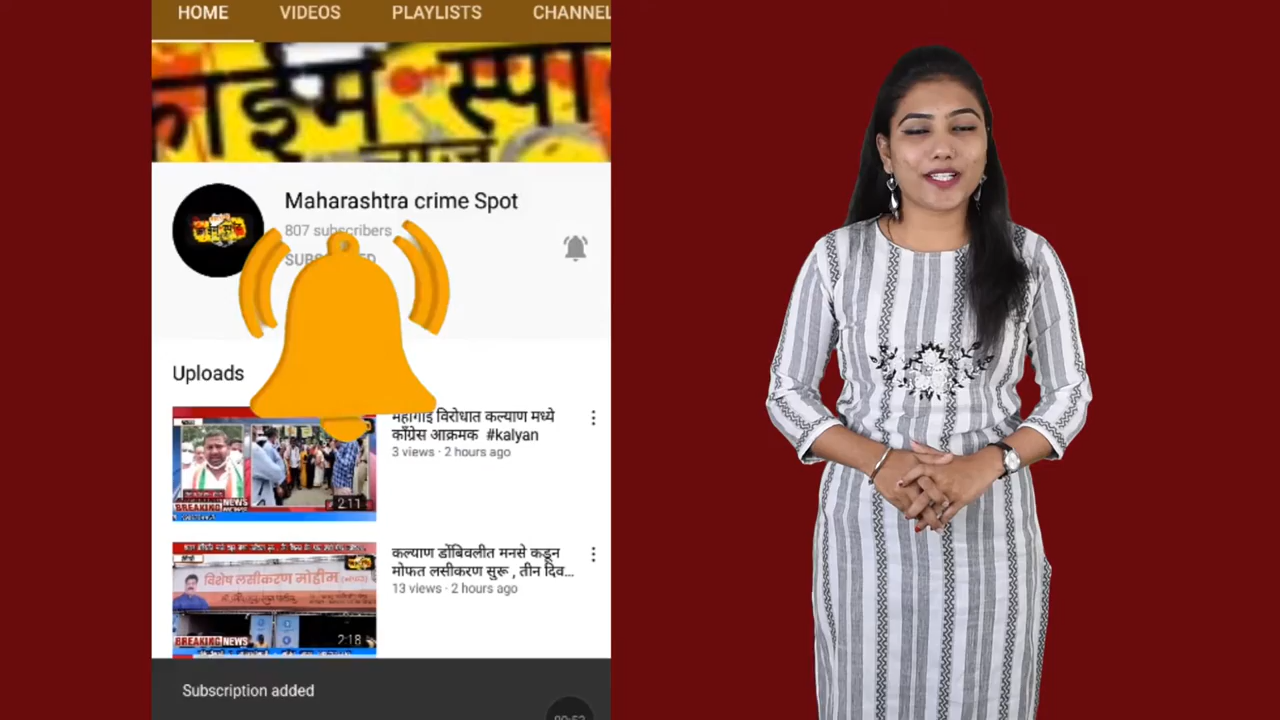 HOME VIDEOS PLAYLISTS CHANNEL
क्राईम स्पा
Maharashtra crime Spot
807 subscribers
Uploads
महागाई विरोधात कल्याण मध्ये
काँग्रेस आक्रमक #kalyan
3 views · 2 hours ago
2:11
BREAKING NEWS
कल्याण डोंबिवलीत मनसे कडून
मोफत लसीकरण सुरू , तीन दिव...
13 views · 2 hours ago
विशेष लसीकरण मोहीम
2:18
BREAKING NEWS
Subscription added